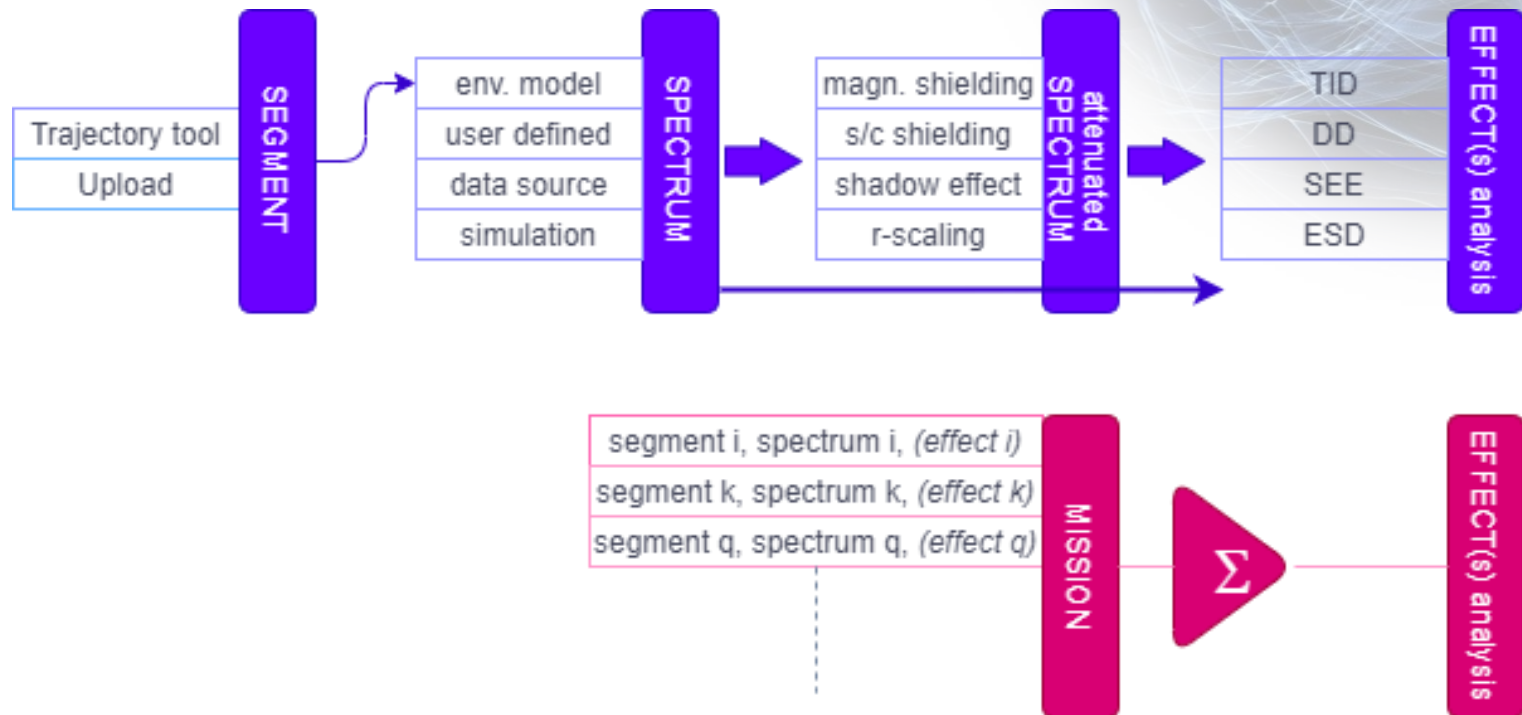 SEGMENT
Trajectory tool
Upload
SPECTRUM
env. model
user defined
data source
simulation
attenuated
SPECTRUM
magn. shielding
s/c shielding
shadow effect
r-scaling
EFFECT(s) analysis
TID
DD
SEE
ESD
segment i, spectrum i, (effect i)
segment k, spectrum k, (effect k)
segment q, spectrum q, (effect q)
MISSION
Σ
EFFECT(s) analysis